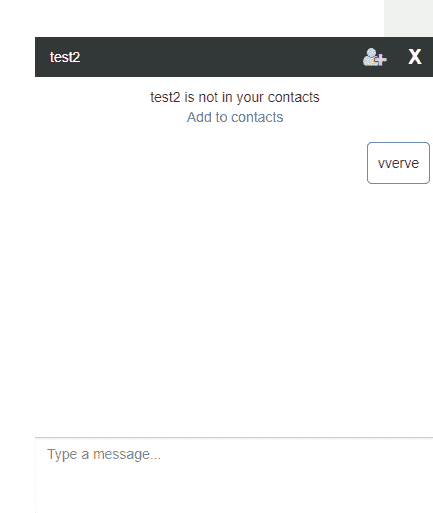 test2 X
test2 is not in your contacts
Add to contacts
vverve
Type a message...